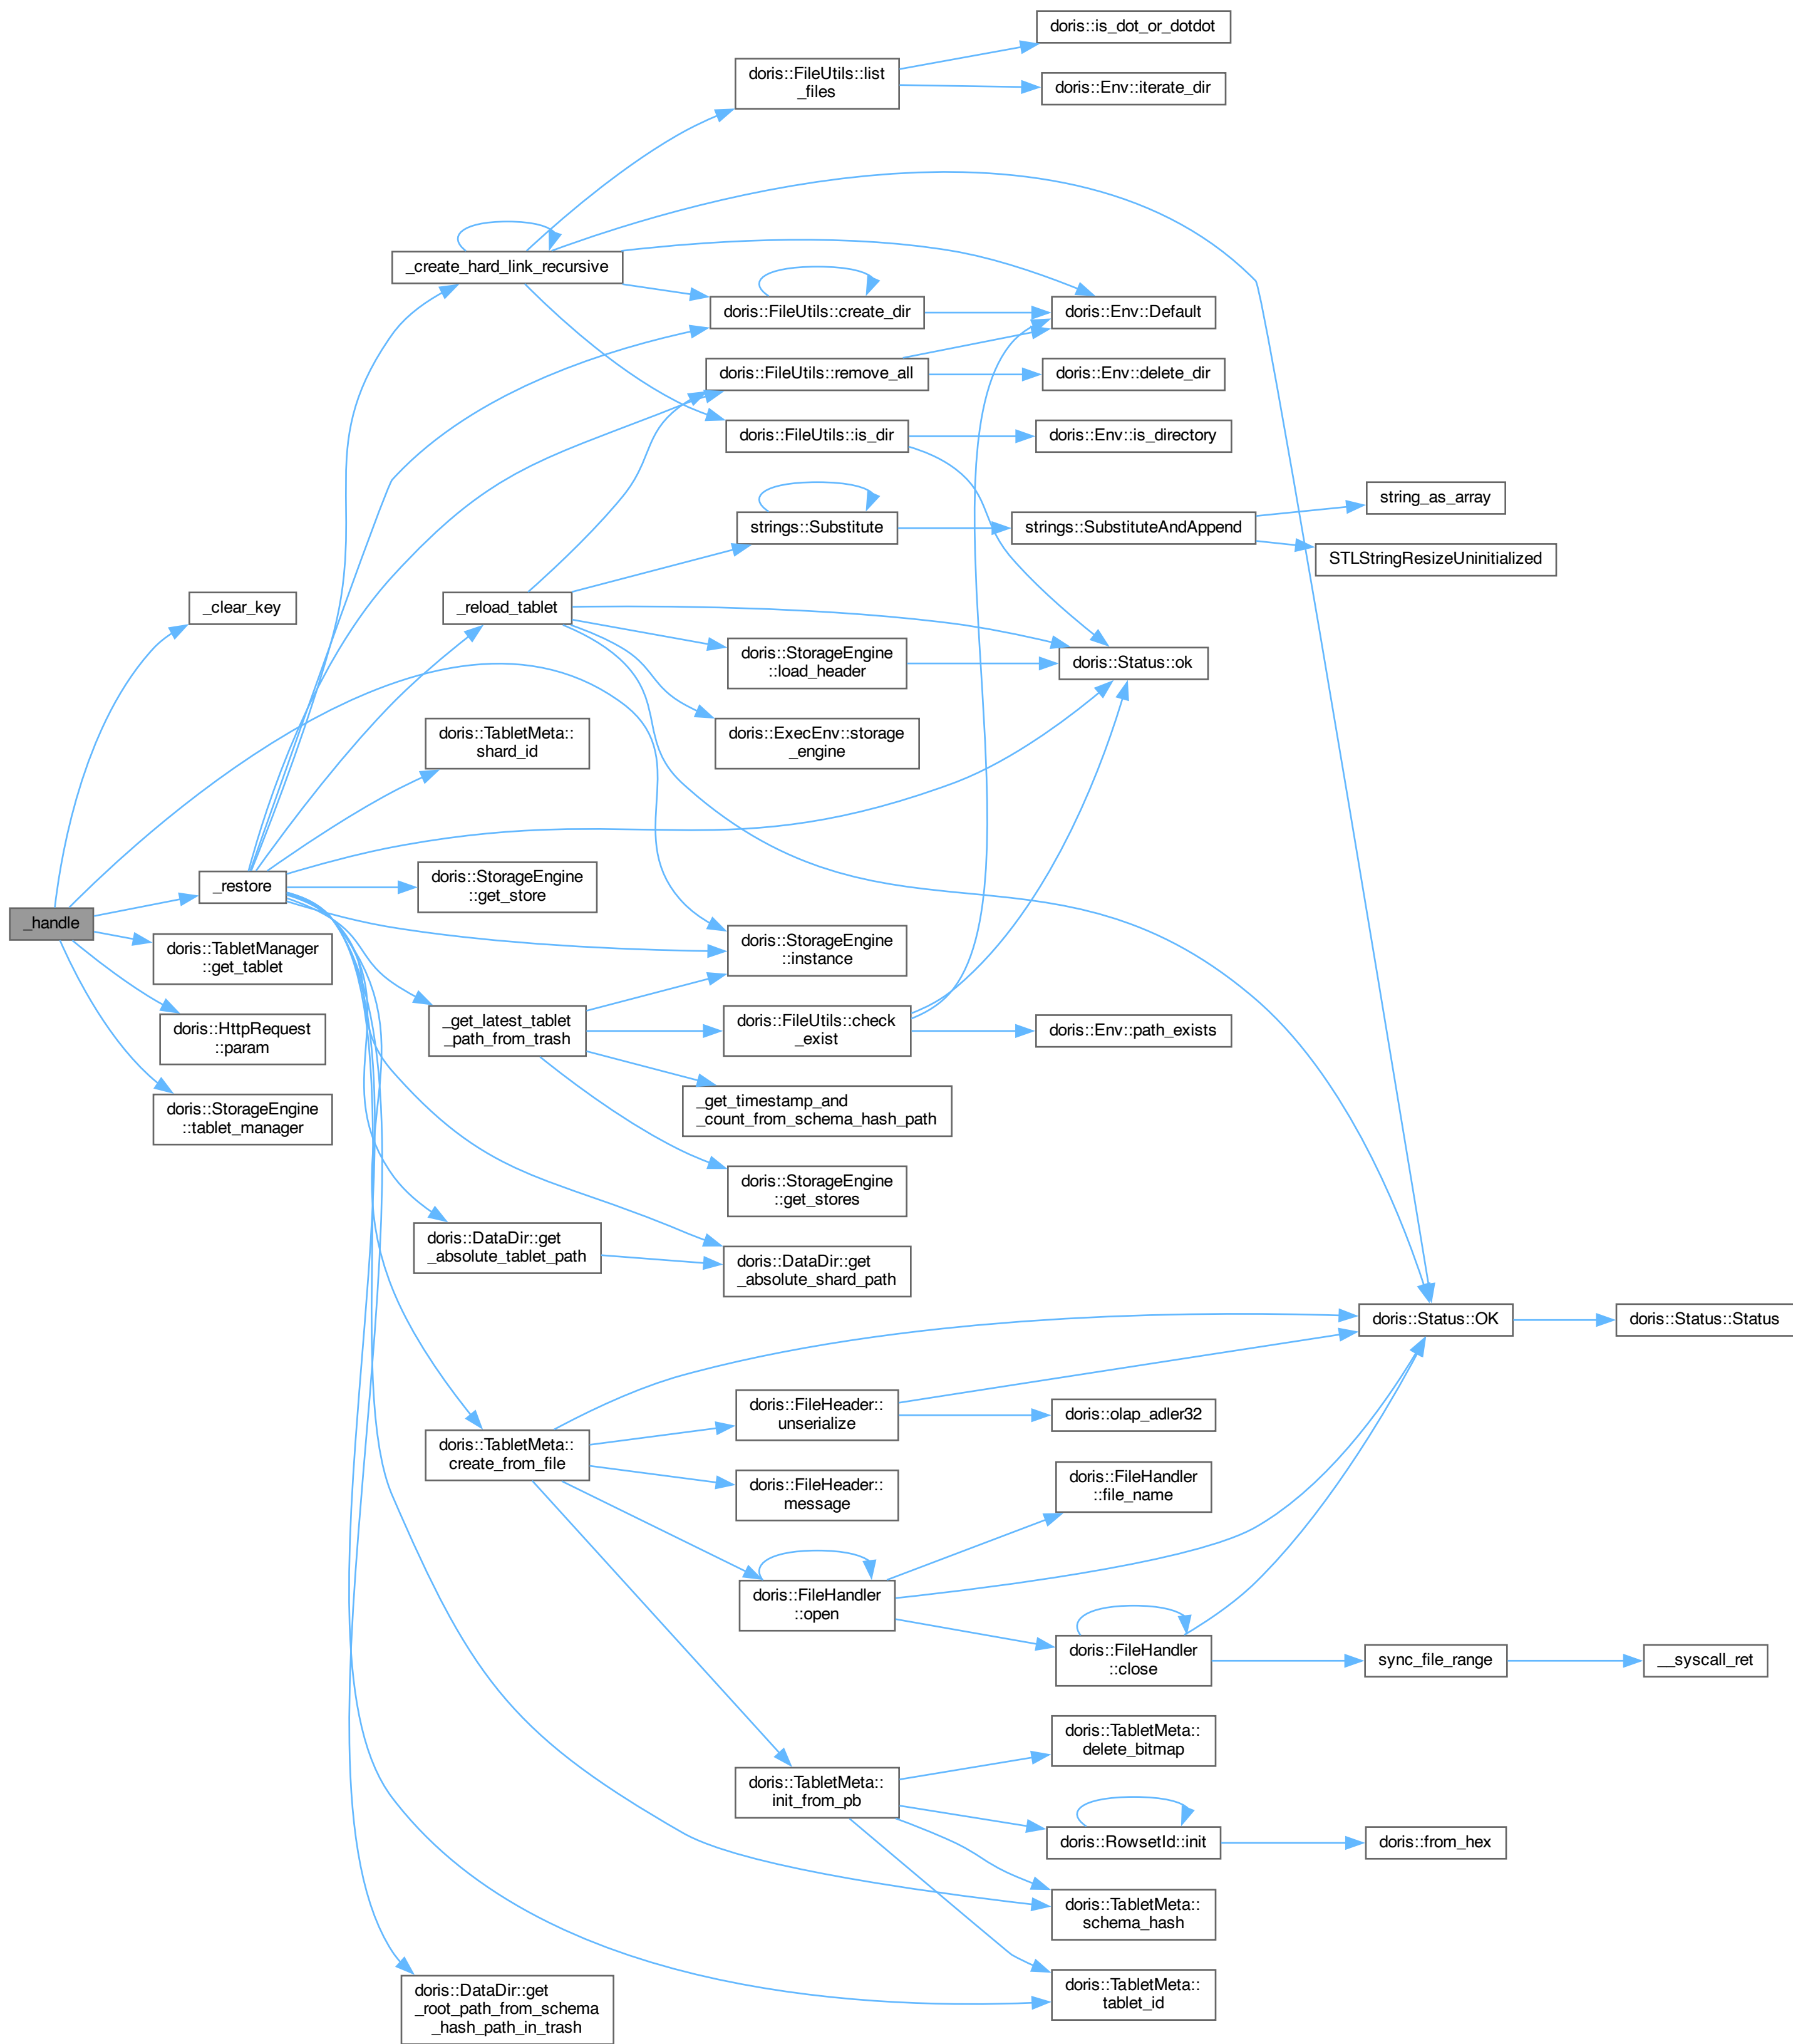 doris::is_dot_or_dotdot
doris::FileUtils::list
_files
doris::Env::iterate_dir
_create_hard_link_recursive
doris::FileUtils::create_dir
doris::Env::Default
doris::FileUtils::remove_all
doris::Env::delete_dir
doris::FileUtils::is_dir
doris::Env::is_directory
string_as_array
strings::Substitute
strings::SubstituteAndAppend
STLStringResizeUninitialized
_clear_key
_reload_tablet
doris::StorageEngine
::load_header
doris::Status::ok
doris::TabletMeta::
shard_id
doris::ExecEnv::storage
_engine
_restore
doris::StorageEngine
::get_store
_handle
doris::TabletManager
::get_tablet
doris::StorageEngine
::instance
doris::HttpRequest
::param
_get_latest_tablet
_path_from_trash
doris::FileUtils::check
_exist
doris::Env::path_exists
doris::StorageEngine
::tablet_manager
_get_timestamp_and
_count_from_schema_hash_path
doris::StorageEngine
::get_stores
doris::DataDir::get
_absolute_tablet_path
doris::DataDir::get
_absolute_shard_path
doris::Status::OK
doris::Status::Status
doris::FileHeader::
unserialize
doris::olap_adler32
doris::TabletMeta::
create_from_file
doris::FileHeader::
message
doris::FileHandler
::file_name
doris::FileHandler
::open
doris::FileHandler
::close
sync_file_range
__syscall_ret
doris::TabletMeta::
delete_bitmap
doris::TabletMeta::
init_from_pb
doris::RowsetId::init
doris::from_hex
doris::TabletMeta::
schema_hash
doris::TabletMeta::
tablet_id
doris::DataDir::get
_root_path_from_schema
_hash_path_in_trash